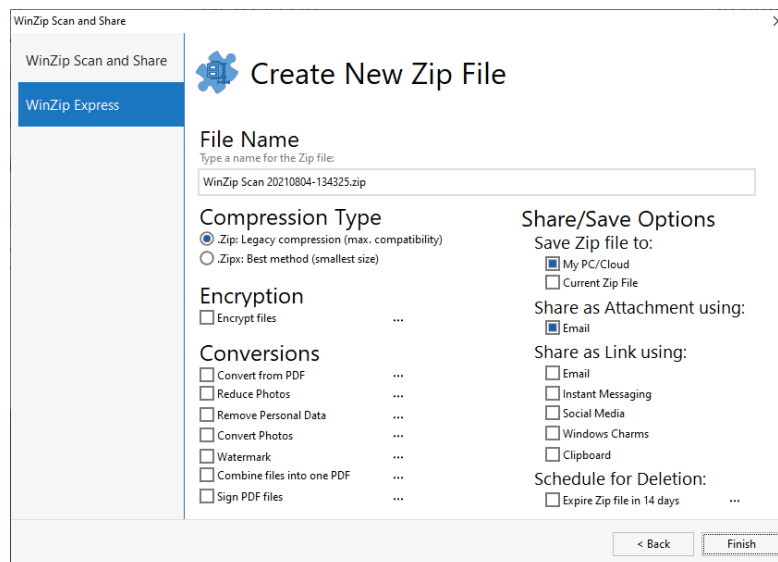 WinZip Scan and Share
WinZip Scan and Share
WinZip Express
Create New Zip File
File Name
Type a name for the Zip file:
WinZip Scan 20210804-134325.zip
Compression Type
.Zip: Legacy compression (max. compatibility)
.Zipx: Best method (smallest size)
Encryption
Encrypt files ...
Conversions
Convert from PDF ...
Reduce Photos ...
Remove Personal Data ...
Convert Photos ...
Watermark ...
Combine files into one PDF ...
Sign PDF files ...
Share/Save Options
Save Zip file to:
My PC/Cloud
Current Zip File
Share as Attachment using:
Email
Share as Link using:
Email
Instant Messaging
Social Media
Windows Charms
Clipboard
Schedule for Deletion:
Expire Zip file in 14 days ...
< Back
Finish